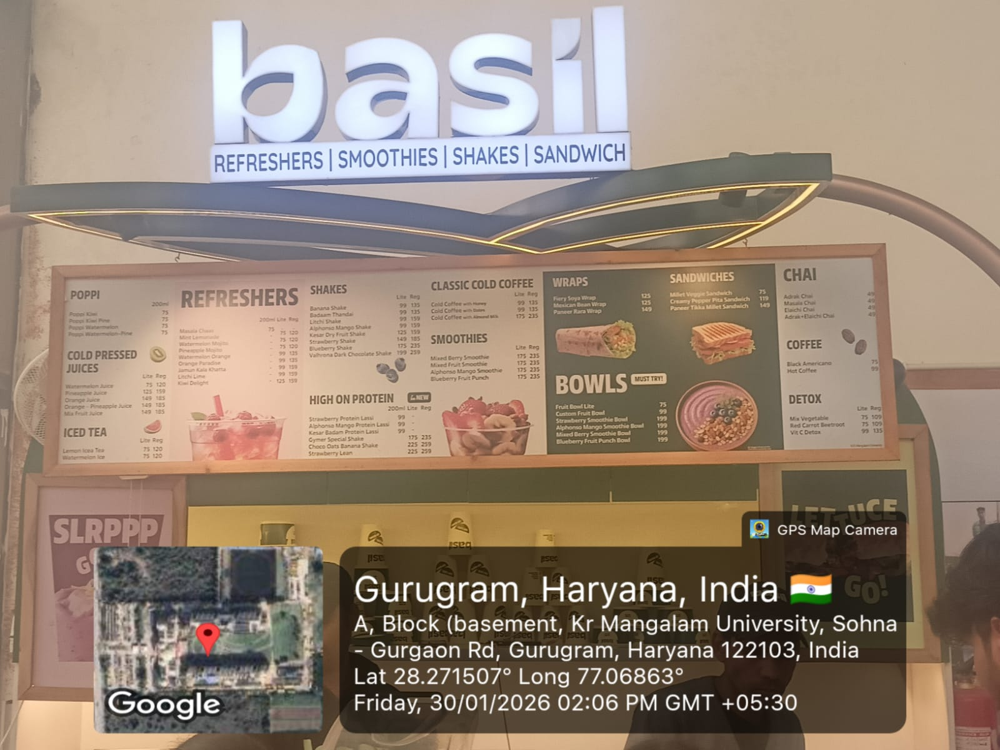 basil
REFRESHERS | SMOOTHIES | SHAKES | SANDWICH
POPPI
200ml
Poppi Kiwi 75
Poppi Kiwi Pine 75
Poppi Watermelon 75
Poppi Watermelon-Pine 75
COLD PRESSED
JUICES
Lite Reg
Watermelon Juice 75 120
Pineapple Juice 125 159
Orange Juice 149 185
Orange - Pineapple Juice 149 185
Mix Fruit Juice 149 185
ICED TEA
Lite Reg
Lemon Icea Tea 75 120
Watermelon Ice 75 120
REFRESHERS
200ml Lite Reg
Masala Chaas 75 - -
Mint Lemonade - 75 120
Watermelon Mojito - 75 120
Pineapple Mojito - 75 120
Watermelon Orange - 99 135
Orange Paradise - 99 135
Jamun Kala Khatta - 99 159
Litchi Lime - 99 159
Kiwi Delight - 125 159
SHAKES
Lite Reg
Banana Shake 99 135
Badaam Thandai 99 135
Litchi Shake 99 159
Alphonso Mango Shake 99 159
Kesar Dry Fruit Shake 125 159
Strawberry Shake 149 185
Blueberry Shake 175 235
Valhrona Dark Chocolate Shake 199 259
HIGH ON PROTEIN NEW
200ml Lite Reg
Strawberry Protein Lassi 99 -
Alphonso Mango Protein Lassi 99 -
Kesar Badam Protein Lassi 99 -
Gymer Special Shake 175 235
Choco Oats Banana Shake 225 259
Strawberry Lean 225 259
CLASSIC COLD COFFEE
Lite Reg
Cold Coffee with Honey 99 135
Cold Coffee with Dates 99 135
Cold Coffee with Almond Milk 175 235
SMOOTHIES
Lite Reg
Mixed Berry Smoothie 175 235
Mixed Fruit Smoothie 175 235
Alphonso Mango Smoothie 175 235
Blueberry Fruit Punch 175 235
WRAPS
Fiery Soya Wrap 125
Mexican Bean Wrap 125
Paneer Rara Wrap 149
SANDWICHES
Millet Veggie Sandwich 75
Creamy Pepper Pita Sandwich 119
Paneer Tikka Millet Sandwich 149
BOWLS MUST TRY!
Fruit Bowl Lite 75
Custom Fruit Bowl 99
Strawberry Smoothie Bowl 199
Alphonso Mango Smoothie Bowl 199
Mixed Berry Smoothie Bowl 199
Blueberry Fruit Punch Bowl 199
CHAI
Adrak Chai 49
Masala Chai 49
Elaichi Chai 49
Adrak+Elaichi Chai 49
COFFEE
Black Americano 75
Hot Coffee 99
DETOX
Lite Reg
Mix Vegetable 75 109
Red Carrot Beetroot 75 109
Vit C Detox 99 135
SLRPPP
LETTUCE
GO!
basil
GPS Map Camera
Gurugram, Haryana, India
A, Block (basement, Kr Mangalam University, Sohna
- Gurgaon Rd, Gurugram, Haryana 122103, India
Lat 28.271507° Long 77.06863°
Friday, 30/01/2026 02:06 PM GMT +05:30
Google